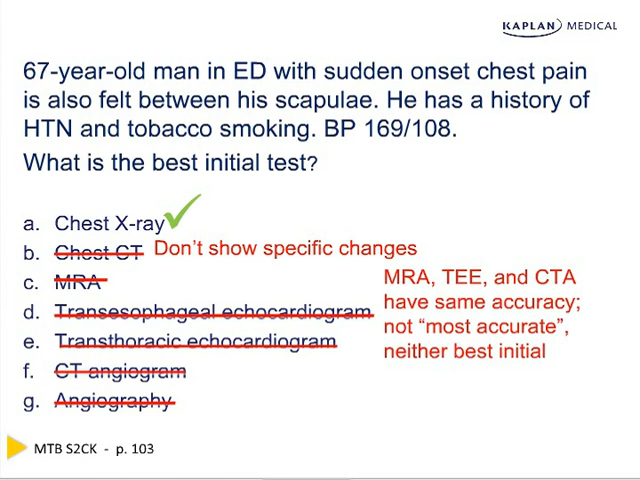 KAPLAN MEDICAL
67-year-old man in ED with sudden onset chest pain
is also felt between his scapulae. He has a history of
HTN and tobacco smoking. BP 169/108.
What is the best initial test?
a. Chest X-ray
b. Chest CT Don't show specific changes
c. MRA
d. Transesophageal echocardiogram
e. Transthoracic echocardiogram
f. CT angiogram
g. Angiography
MRA, TEE, and CTA
have same accuracy;
not “most accurate”,
neither best initial
MTB S2CK - p. 103